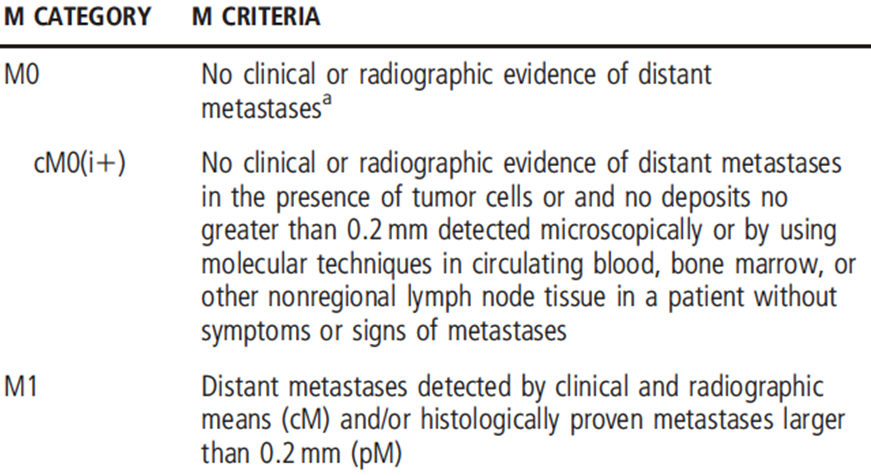 M CATEGORY M CRITERIA
M0 No clinical or radiographic evidence of distant
metastasesa
cM0(i+) No clinical or radiographic evidence of distant metastases
in the presence of tumor cells or and no deposits no
greater than 0.2 mm detected microscopically or by using
molecular techniques in circulating blood, bone marrow, or
other nonregional lymph node tissue in a patient without
symptoms or signs of metastases
M1 Distant metastases detected by clinical and radiographic
means (cM) and/or histologically proven metastases larger
than 0.2 mm (pM)